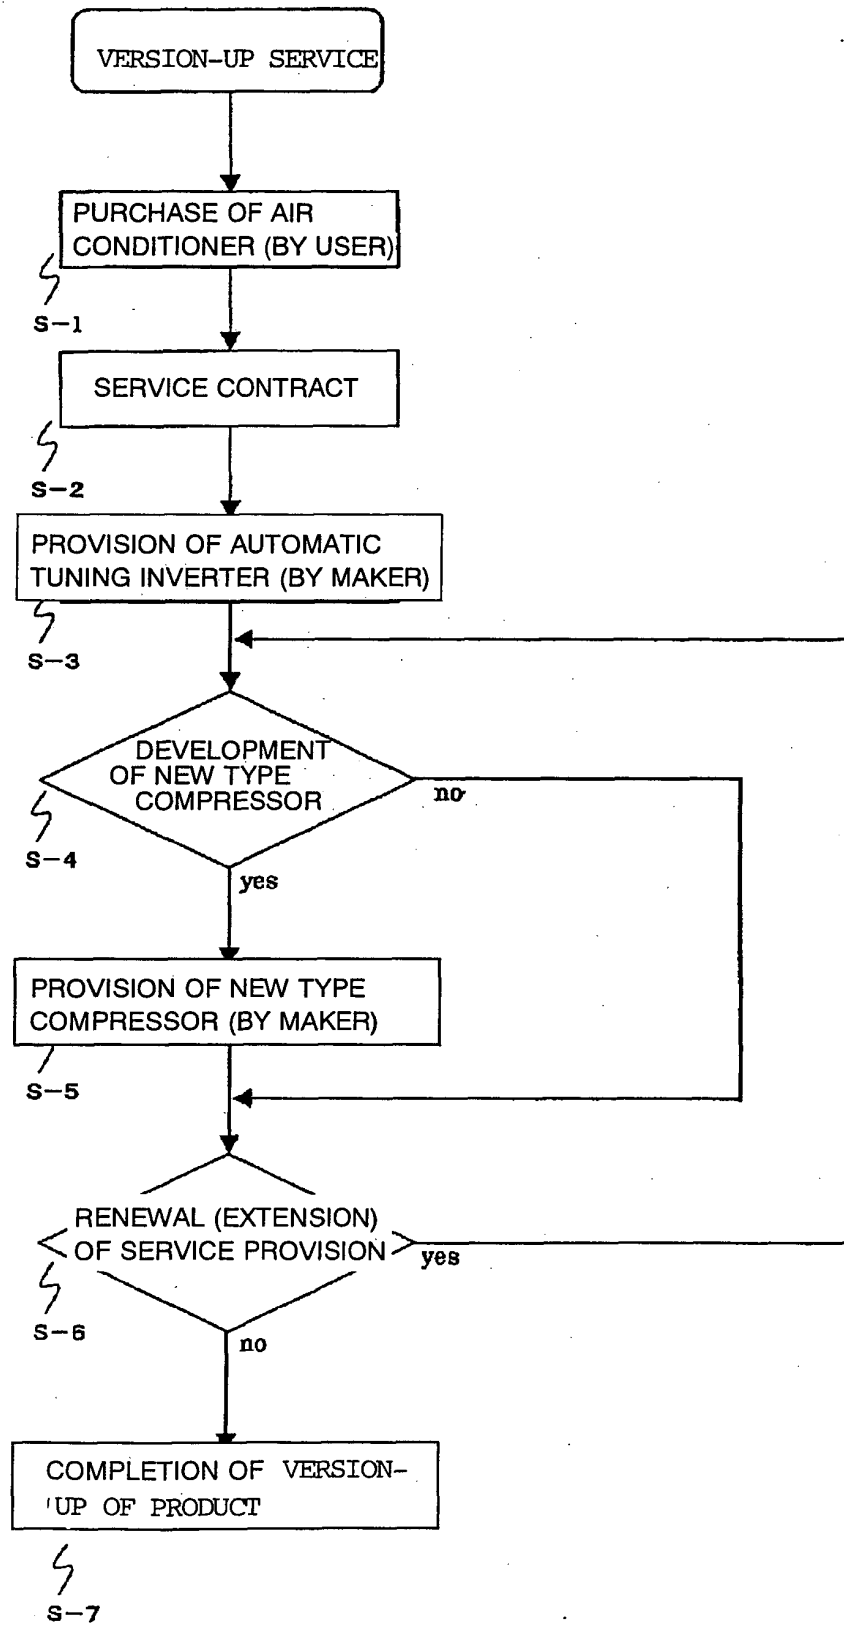 VERSION-UP SERVICE
PURCHASE OF AIR
CONDITIONER (BY USER)
S-1
SERVICE CONTRACT
S-2
PROVISION OF AUTOMATIC
TUNING INVERTER (BY MAKER)
S-3
DEVELOPMENT
OF NEW TYPE
COMPRESSOR
no
S-4
yes
PROVISION OF NEW TYPE
COMPRESSOR (BY MAKER)
S-5
RENEWAL (EXTENSION)
OF SERVICE PROVISION
yes
S-6
no
COMPLETION OF VERSION-
UP OF PRODUCT
S-7